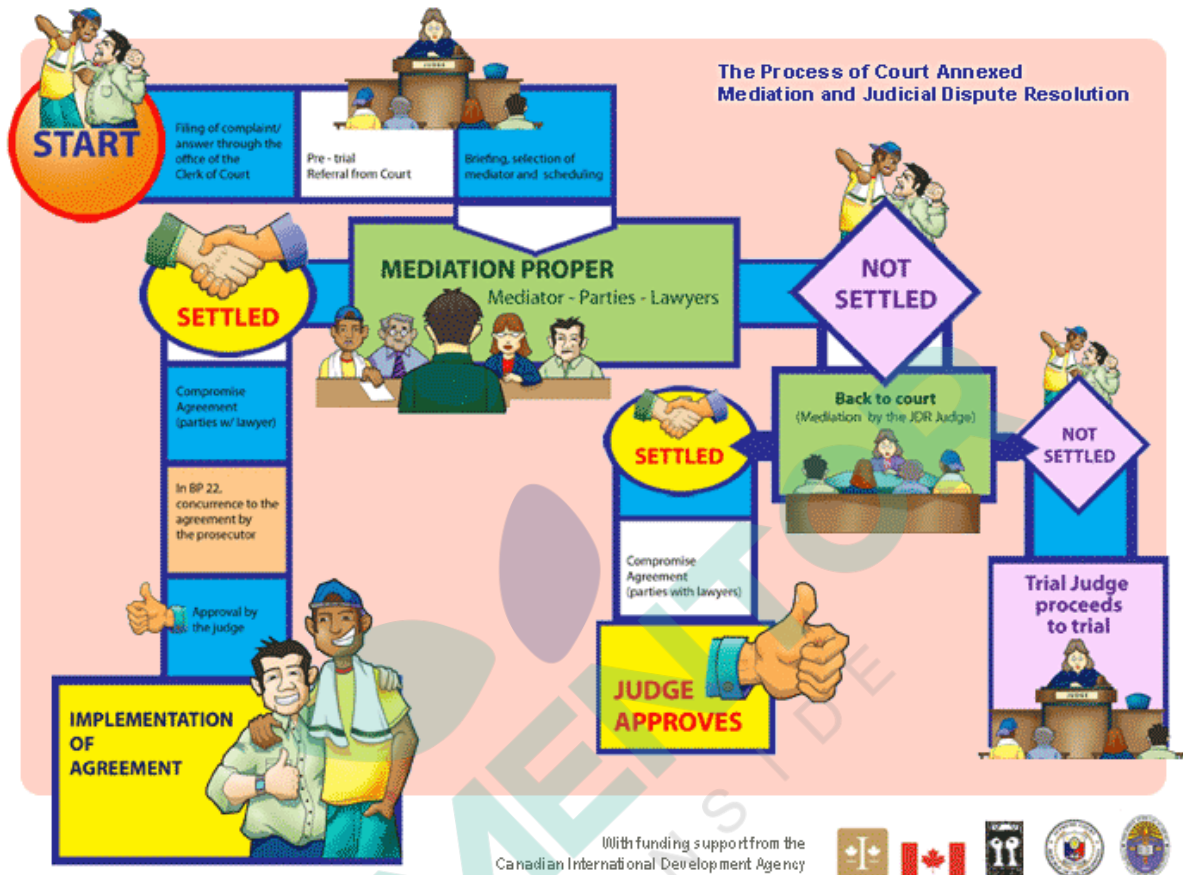 The Process of Court Annexed
Mediation and Judicial Dispute Resolution
START
Filing of complaint/
answer through the
office of the
Clerk of Court
Pre - trial
Referral from Court
JUDGE
Briefing, selection of
mediator and scheduling
MEDIATION PROPER
Mediator - Parties - Lawyers
SETTLED
Compromise
Agreement
(parties w/ lawyer)
In BP 22,
concurrence to the
agreement by
the prosecutor
Approval by
the judge
IMPLEMENTATION
OF
AGREEMENT
NOT
SETTLED
Back to court
(Mediation by the JDR Judge)
SETTLED
Compromise
Agreement
(parties with lawyers)
JUDGE
APPROVES
NOT
SETTLED
Trial Judge
proceeds
to trial
JUDGE
MENTOR
With funding support from the
Canadian International Development Agency